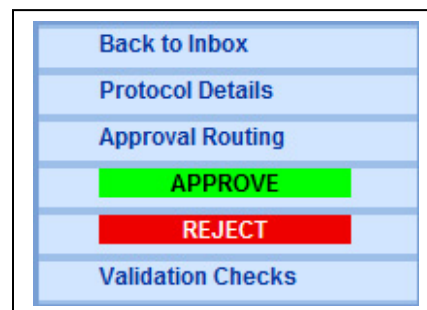 Back to Inbox
Protocol Details
Approval Routing
APPROVE
REJECT
Validation Checks